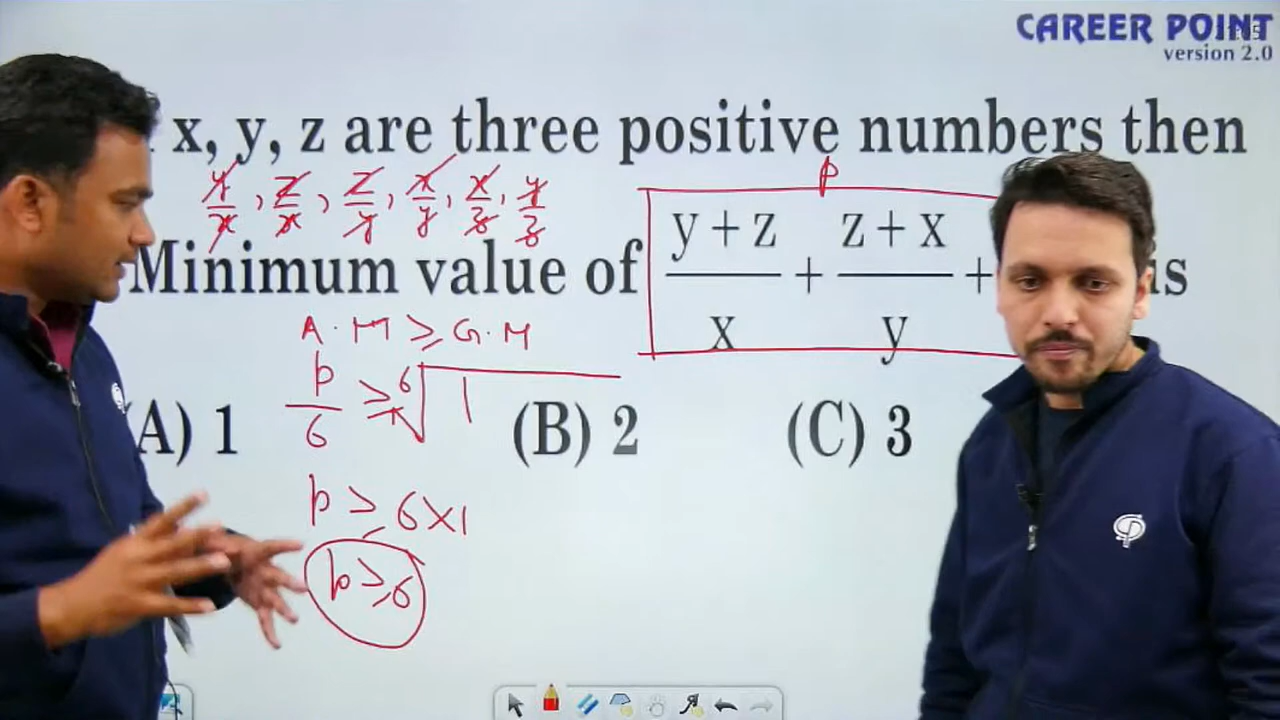 CAREER POINT
version 2.0
x, y, z are three positive numbers then
p
y/x, z/x, z/y, x/y, x/z, y/z
Minimum value of (y + z)/x + (z + x)/y + is
A.M ≥ G.M
p/6 ≥ ⁶√1
(A) 1 (B) 2 (C) 3
p ≥ 6×1
p ≥ 6